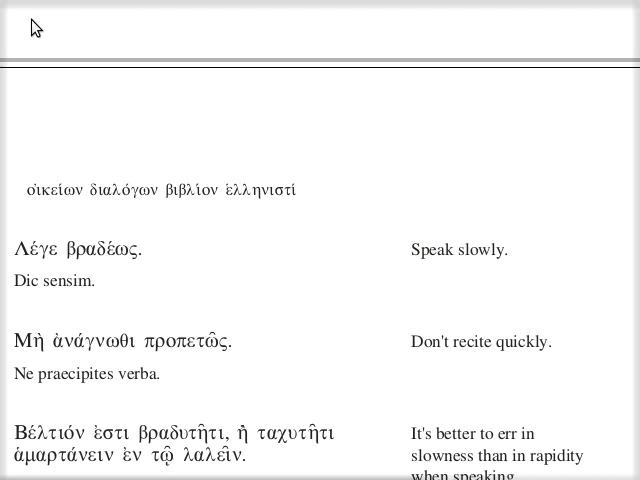 οἰκείων διαλόγων βιβλίον ἑλληνιστί
Λέγε βραδέως.
Speak slowly.
Dic sensim.
Μὴ ἀνάγνωθι προπετῶς.
Don't recite quickly.
Ne praecipites verba.
Βέλτιόν ἐστι βραδυτῆτι, ἢ ταχυτῆτι
ἁμαρτάνειν ἐν τῷ λαλεῖν.
It's better to err in
slowness than in rapidity
when speaking